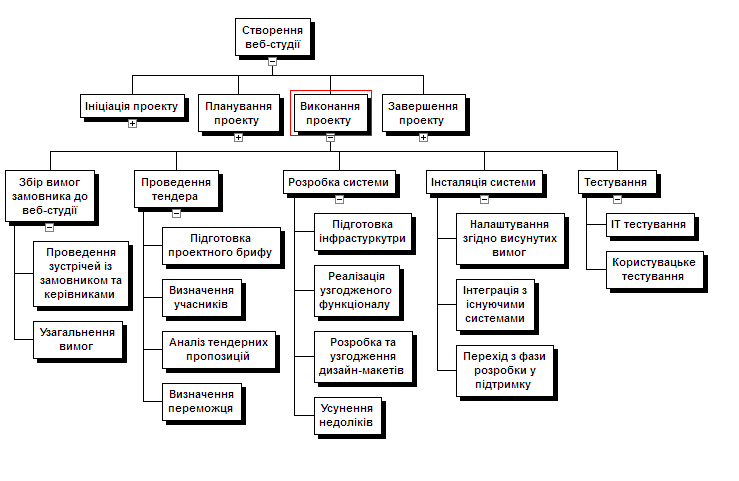 Створення
веб-студії
Ініціація проекту
Планування
проекту
Виконання
проекту
Завершення
проекту
Збір вимог
замовника до
веб-студії
Проведення
зустрічей із
замовником та
керівниками
Узагальнення
вимог
Проведення
тендера
Підготовка
проектного брифу
Визначення
учасників
Аналіз тендерних
пропозицій
Визначення
переможця
Розробка системи
Підготовка
інфрастуркутри
Реалізація
узгодженого
функціоналу
Розробка та
узгодження
дизайн-макетів
Усунення
недоліків
Інсталяція системи
Налаштування
згідно висунутих
вимог
Інтеграція з
існуючими
системами
Перехід з фази
розробки у
підтримку
Тестування
ІТ тестування
Користувацьке
тестування